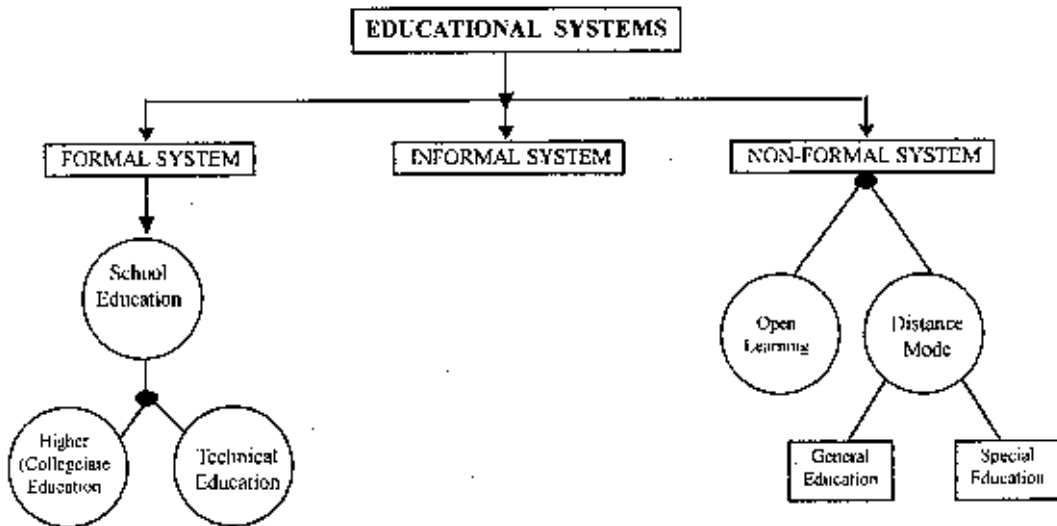 EDUCATIONAL SYSTEMS
FORMAL SYSTEM
INFORMAL SYSTEM
NON-FORMAL SYSTEM
School
Education
Open
Learning
Distance
Mode
Higher
(Collegeiate
Education
Technical
Education
General
Education
Special
Education